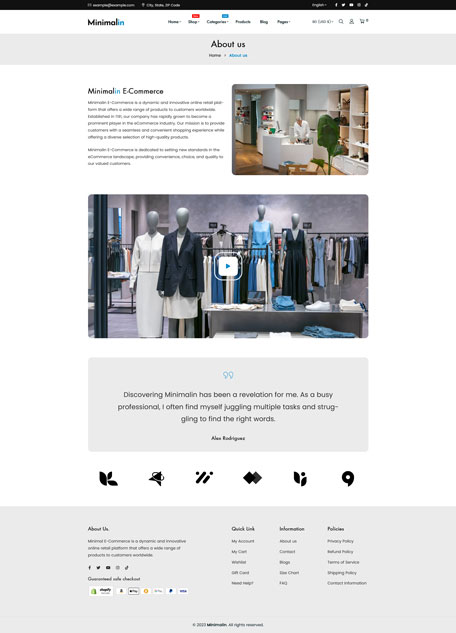 example@example.com
City, State, ZIP Code
English
Minimalin
Home
Shop
Categories
Products
Blog
Pages
0
About us
Home
About us
Minimalin E-Commerce
Minimalin E-Commerce is a dynamic and innovative online retail plat-
form that offers a wide range of products to customers worldwide.
our company has rapidly grown to become a
prominent player in the eCommerce industry. Our mission is to provide
customers with a seamless and convenient shopping experience while
offering a diverse selection of high-quality products.
Minimalin E-Commerce is dedicated to setting new standards in the
eCommerce landscape, providing convenience, choice, and quality to
our valued customers.
Discovering Minimalin has been a revelation for me. As a busy
professional, I often find myself juggling multiple tasks and strug-
gling to find the right words.
Alex Rodriguez
About Us.
Minimal E-Commerce is a dynamic and innovative
online retail platform that offers a wide range of
products to customers worldwide.
Guaranteed safe checkout
shopify
Quick Link
My Account
My Cart
Wishlist
Gift Card
Need Help?
Information
About us
Contact
Blogs
Size Chart
FAQ
Policies
Privacy Policy
Refund Policy
Terms of Service
Shipping Policy
Contact Information
© 2022 Minimalin. All rights reserved.